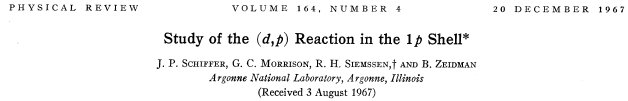 PHYSICAL REVIEW VOLUME 164, NUMBER 4 20 DECEMBER 1967
Study of the (d,p) Reaction in the 1p Shell*
J. P. Schiffer, G. C. Morrison, R. H. Siemssen,† and B. Zeidman
Argonne National Laboratory, Argonne, Illinois
(Received 3 August 1967)